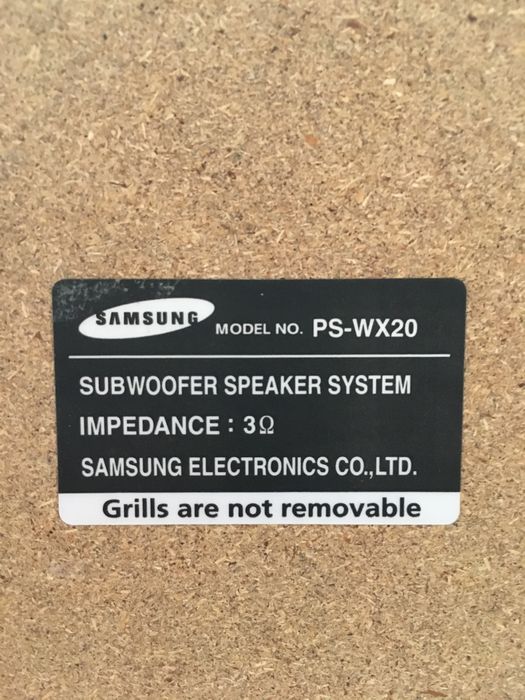 SAMSUNG MODEL NO. PS-WX20
SUBWOOFER SPEAKER SYSTEM
IMPEDANCE : 3Ω
SAMSUNG ELECTRONICS CO.,LTD.
Grills are not removable